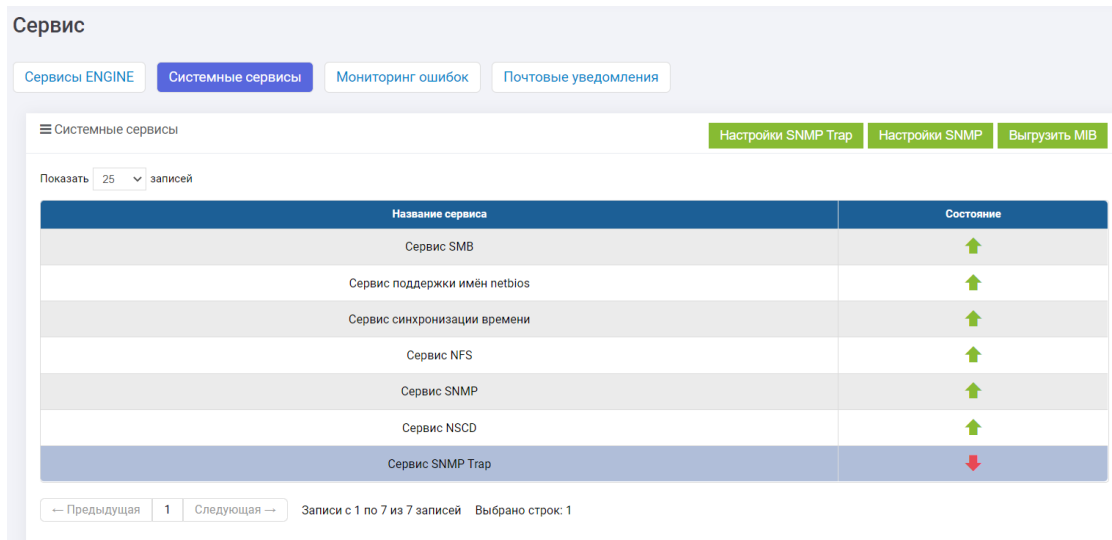 Сервис
Сервисы ENGINE Системные сервисы Мониторинг ошибок Почтовые уведомления
Системные сервисы Настройки SNMP Trap Настройки SNMP Выгрузить MIB
Показать 25 записей
Название сервиса Состояние
Сервис SMB
Сервис поддержки имён netbios
Сервис синхронизации времени
Сервис NFS
Сервис SNMP
Сервис NSCD
Сервис SNMP Trap
← Предыдущая 1 Следующая → Записи с 1 по 7 из 7 записей Выбрано строк: 1